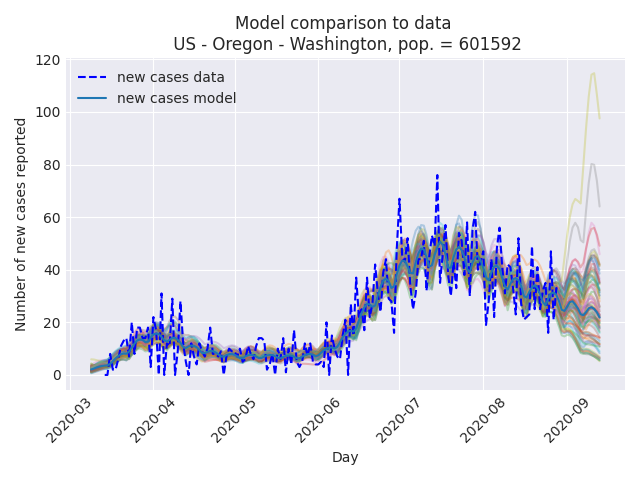 Model comparison to data
US - Oregon - Washington, pop. = 601592
120
100
80
60
40
20
0
Number of new cases reported
new cases data
new cases model
2020-03
2020-04
2020-05
2020-06
2020-07
2020-08
2020-09
Day